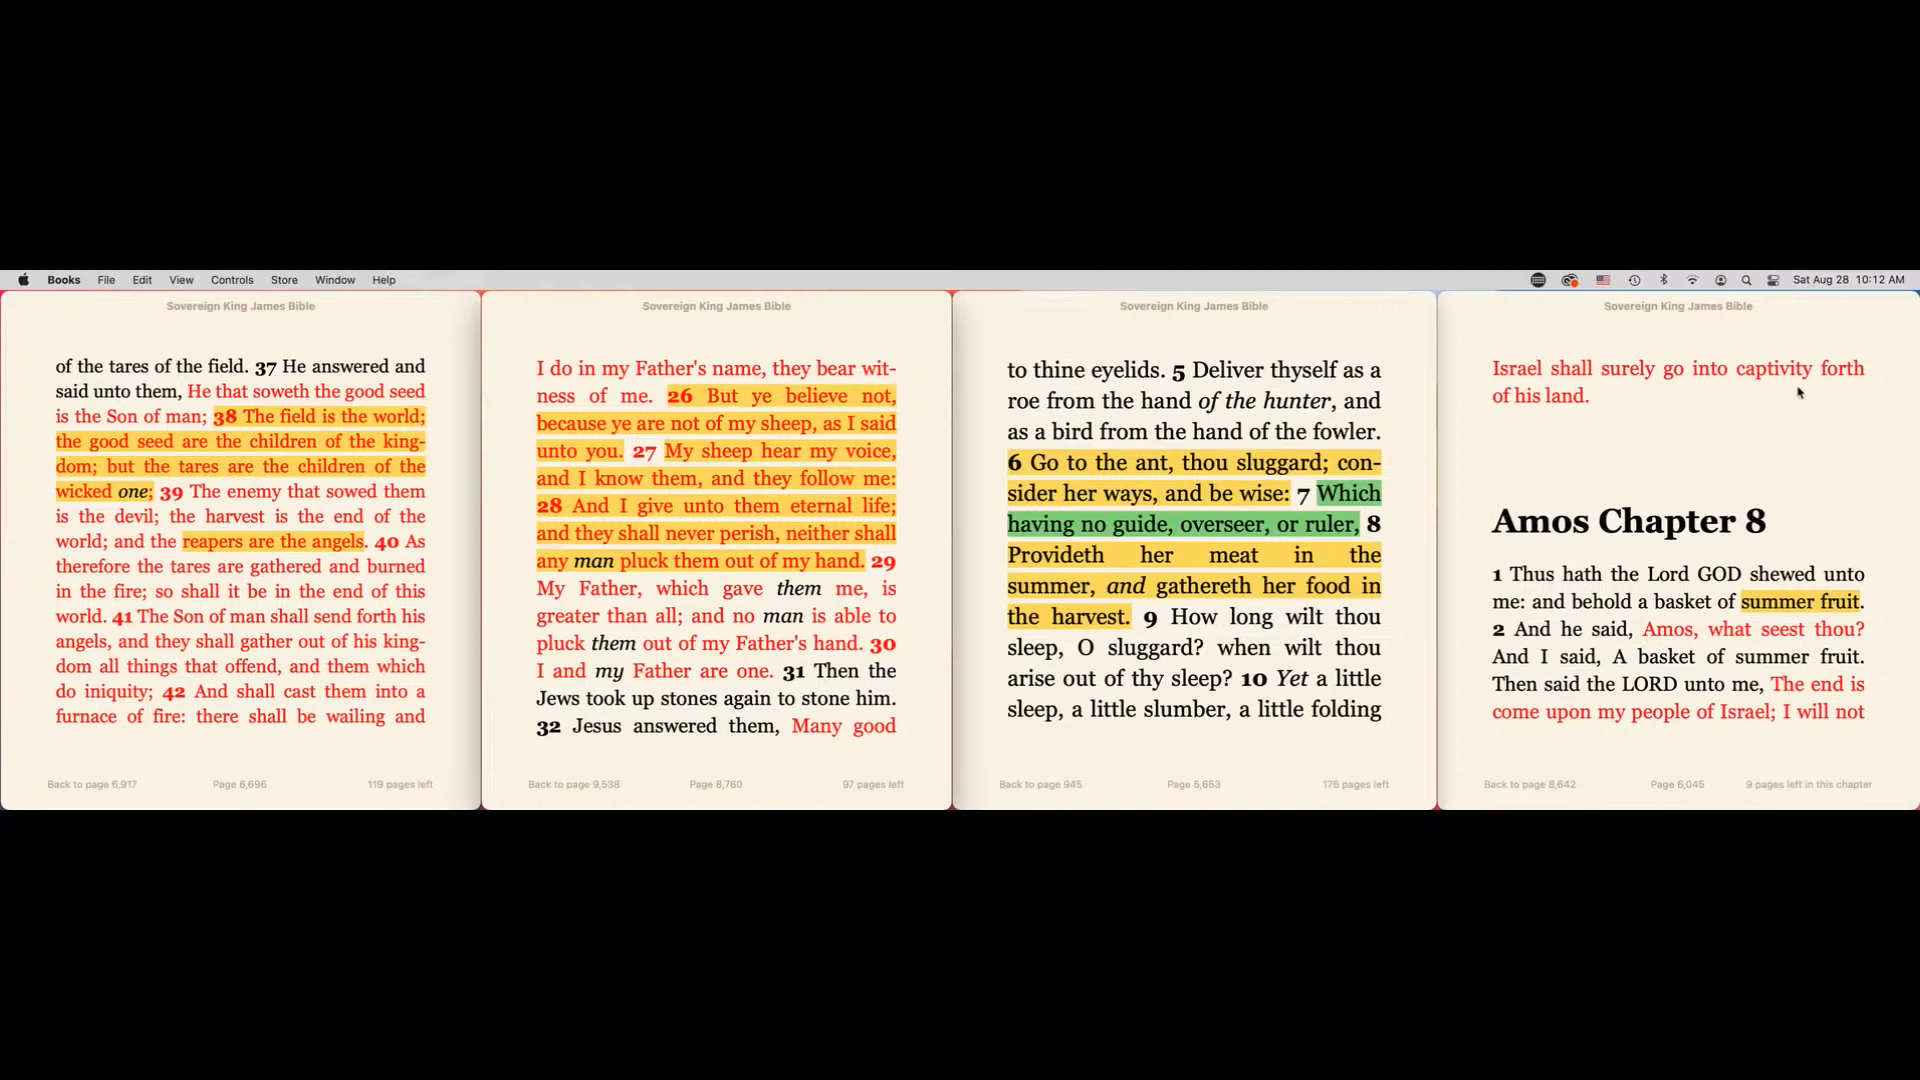 Books File Edit View Controls Store Window Help Sat Aug 28 10:12 AM
Sovereign King James Bible
of the tares of the field. 37 He answered and
said unto them, He that soweth the good seed
is the Son of man; 38 The field is the world;
the good seed are the children of the king-
dom; but the tares are the children of the
wicked one; 39 The enemy that sowed them
is the devil; the harvest is the end of the
world; and the reapers are the angels. 40 As
therefore the tares are gathered and burned
in the fire; so shall it be in the end of this
world. 41 The Son of man shall send forth his
angels, and they shall gather out of his king-
dom all things that offend, and them which
do iniquity; 42 And shall cast them into a
furnace of fire: there shall be wailing and
Back to page 6,917 Page 6,696 119 pages left
Sovereign King James Bible
I do in my Father's name, they bear wit-
ness of me. 26 But ye believe not,
because ye are not of my sheep, as I said
unto you. 27 My sheep hear my voice,
and I know them, and they follow me:
28 And I give unto them eternal life;
and they shall never perish, neither shall
any man pluck them out of my hand. 29
My Father, which gave them me, is
greater than all; and no man is able to
pluck them out of my Father's hand. 30
I and my Father are one. 31 Then the
Jews took up stones again to stone him.
32 Jesus answered them, Many good
Back to page 9,538 Page 8,760 97 pages left
Sovereign King James Bible
to thine eyelids. 5 Deliver thyself as a
roe from the hand of the hunter, and
as a bird from the hand of the fowler.
6 Go to the ant, thou sluggard; con-
sider her ways, and be wise: 7 Which
having no guide, overseer, or ruler, 8
Provideth her meat in the
summer, and gathereth her food in
the harvest. 9 How long wilt thou
sleep, O sluggard? when wilt thou
arise out of thy sleep? 10 Yet a little
sleep, a little slumber, a little folding
Back to page 945 Page 5,653 176 pages left
Sovereign King James Bible
Israel shall surely go into captivity forth
of his land.
Amos Chapter 8
1 Thus hath the Lord GOD shewed unto
me: and behold a basket of summer fruit.
2 And he said, Amos, what seest thou?
And I said, A basket of summer fruit.
Then said the LORD unto me, The end is
come upon my people of Israel; I will not
Back to page 8,642 Page 6,045 9 pages left in this chapter